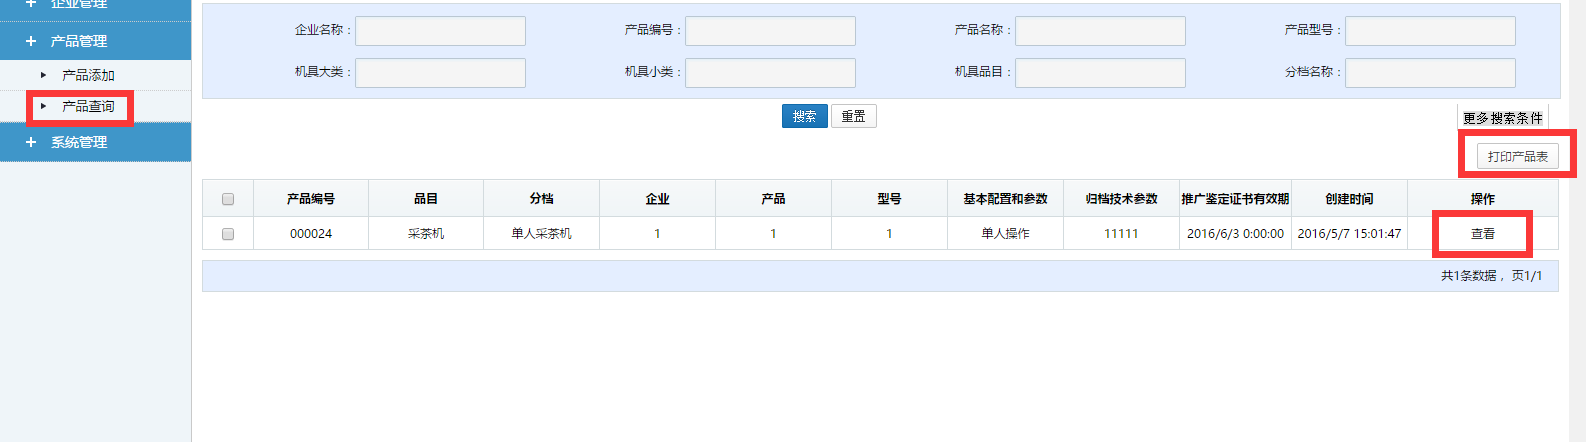 企业管理
产品管理
产品添加
产品查询
系统管理
企业名称： 产品编号： 产品名称： 产品型号：
机具大类： 机具小类： 机具品目： 分档名称：
搜索 重置
更多搜索条件
打印产品表
产品编号 品目 分档 企业 产品 型号 基本配置和参数 归档技术参数 推广鉴定证书有效期 创建时间 操作
000024 采茶机 单人采茶机 1 1 1 单人操作 11111 2016/6/3 0:00:00 2016/5/7 15:01:47 查看
共1条数据 ，页1/1